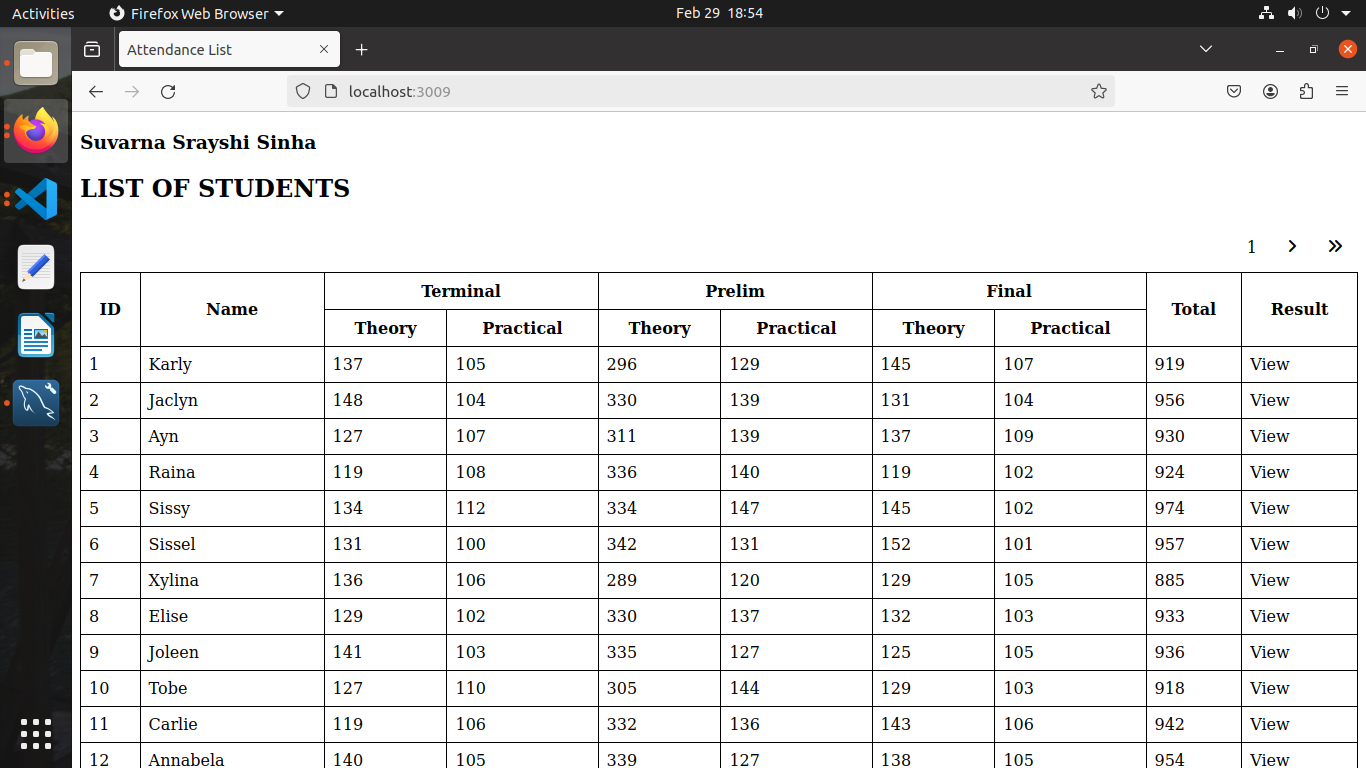 Activities Firefox Web Browser Feb 29 18:54
Attendance List
localhost:3009
Suvarna Srayshi Sinha
LIST OF STUDENTS
1
ID Name Terminal Prelim Final Total Result
Theory Practical Theory Practical Theory Practical
1 Karly 137 105 296 129 145 107 919 View
2 Jaclyn 148 104 330 139 131 104 956 View
3 Ayn 127 107 311 139 137 109 930 View
4 Raina 119 108 336 140 119 102 924 View
5 Sissy 134 112 334 147 145 102 974 View
6 Sissel 131 100 342 131 152 101 957 View
7 Xylina 136 106 289 120 129 105 885 View
8 Elise 129 102 330 137 132 103 933 View
9 Joleen 141 103 335 127 125 105 936 View
10 Tobe 127 110 305 144 129 103 918 View
11 Carlie 119 106 332 136 143 106 942 View
12 Annabela 140 105 339 127 138 105 954 View